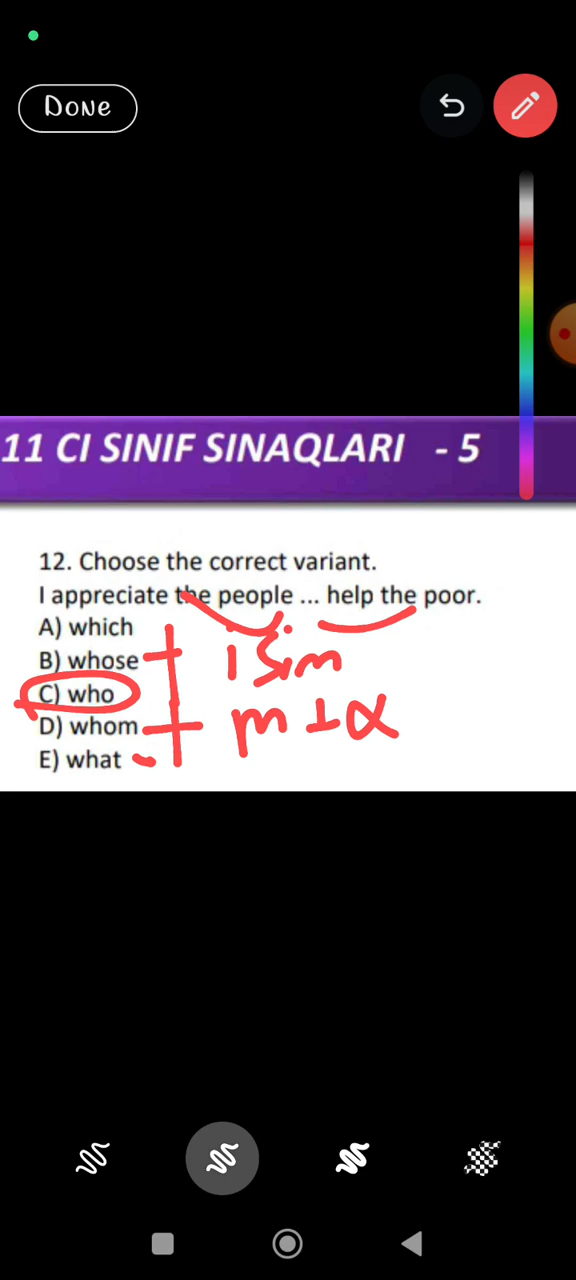 Done
11 CI SINIF SINAQLARI - 5
12. Choose the correct variant.
I appreciate the people ... help the poor.
A) which
B) whose
isim
C) who
D) whom
E) what